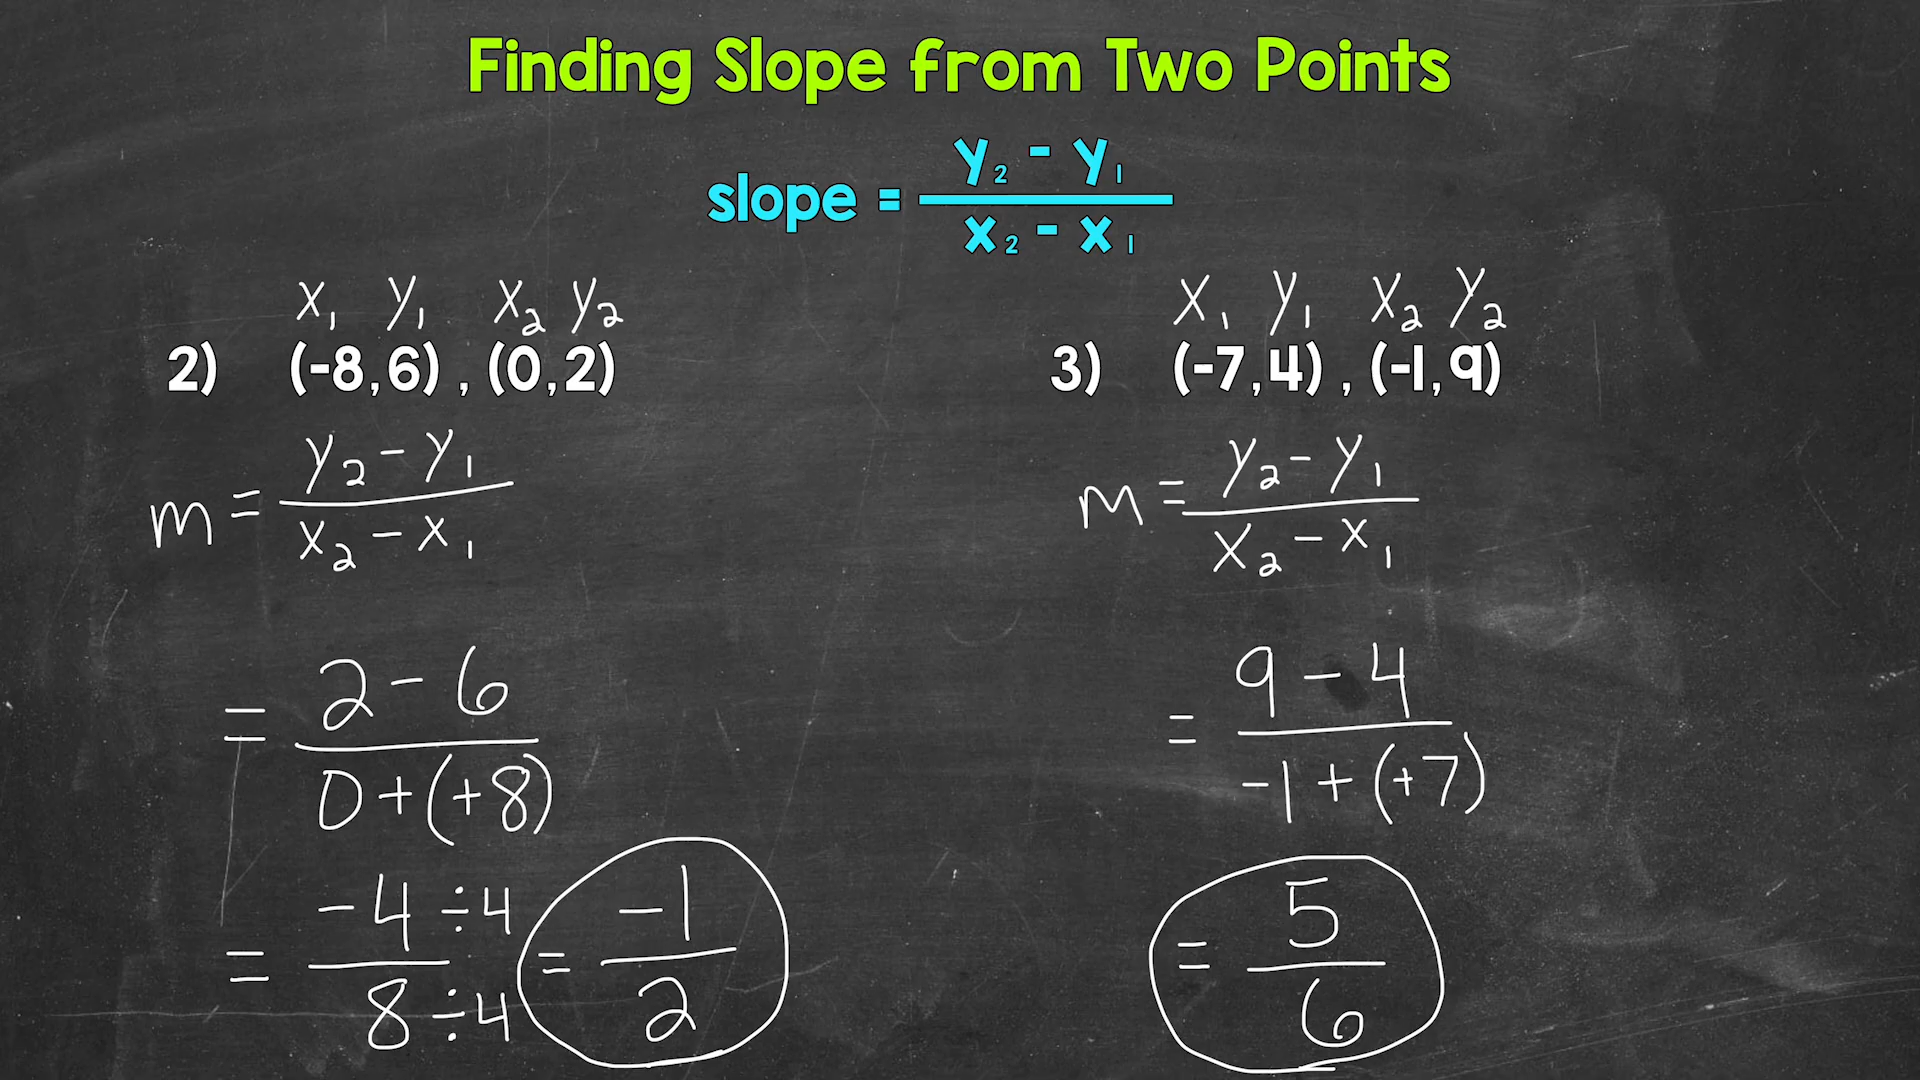 Finding Slope from Two Points
slope = y₂ - y₁ / x₂ - x₁
x₁ y₁ x₂ y₂
2) (-8,6) , (0,2)
m = y₂ - y₁ / x₂ - x₁
= 2 - 6 / 0 + (+8)
= -4 ÷4 / 8 ÷4 = -1 / 2
x₁ y₁ x₂ y₂
3) (-7,4) , (-1,9)
m = y₂ - y₁ / x₂ - x₁
= 9 - 4 / -1 + (+7)
= 5 / 6